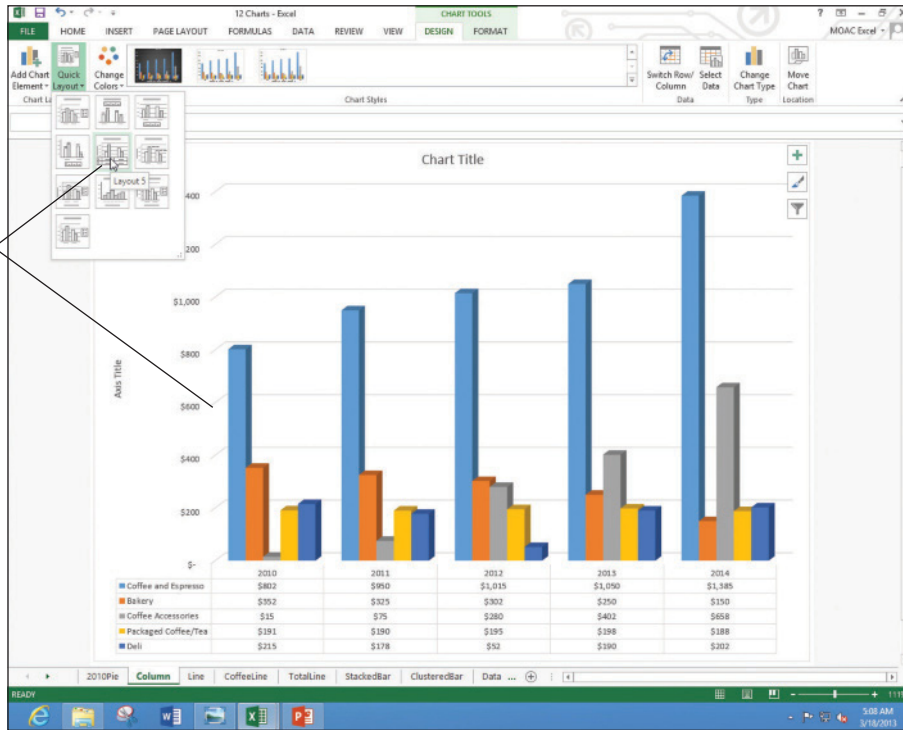 12 Charts - Excel
CHART TOOLS
FILE HOME INSERT PAGE LAYOUT FORMULAS DATA REVIEW VIEW DESIGN FORMAT
MOAC Excel
Add Chart Element
Quick Layout
Change Colors
Switch Row/ Column
Select Data
Change Chart Type
Move Chart
Chart La
Chart Styles
Data
Type
Location
Layout 5
Chart Title
Axis Title
400
200
$1,000
$800
$600
$400
$200
$-
2010 2011 2012 2013 2014
Coffee and Espresso $802 $950 $1,015 $1,050 $1,385
Bakery $352 $325 $302 $250 $150
Coffee Accessories $15 $75 $280 $402 $658
Packaged Coffee/Tea $191 $190 $195 $198 $188
Deli $215 $178 $52 $190 $202
2010Pie Column Line CoffeeLine TotalLine StackedBar ClusteredBar Data ...
READY
5:08 AM
3/18/2013